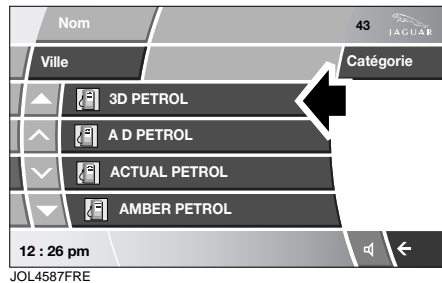 Nom 43 JAGUAR
Ville Catégorie
3D PETROL
A D PETROL
ACTUAL PETROL
AMBER PETROL
12 : 26 pm
JOL4587FRE